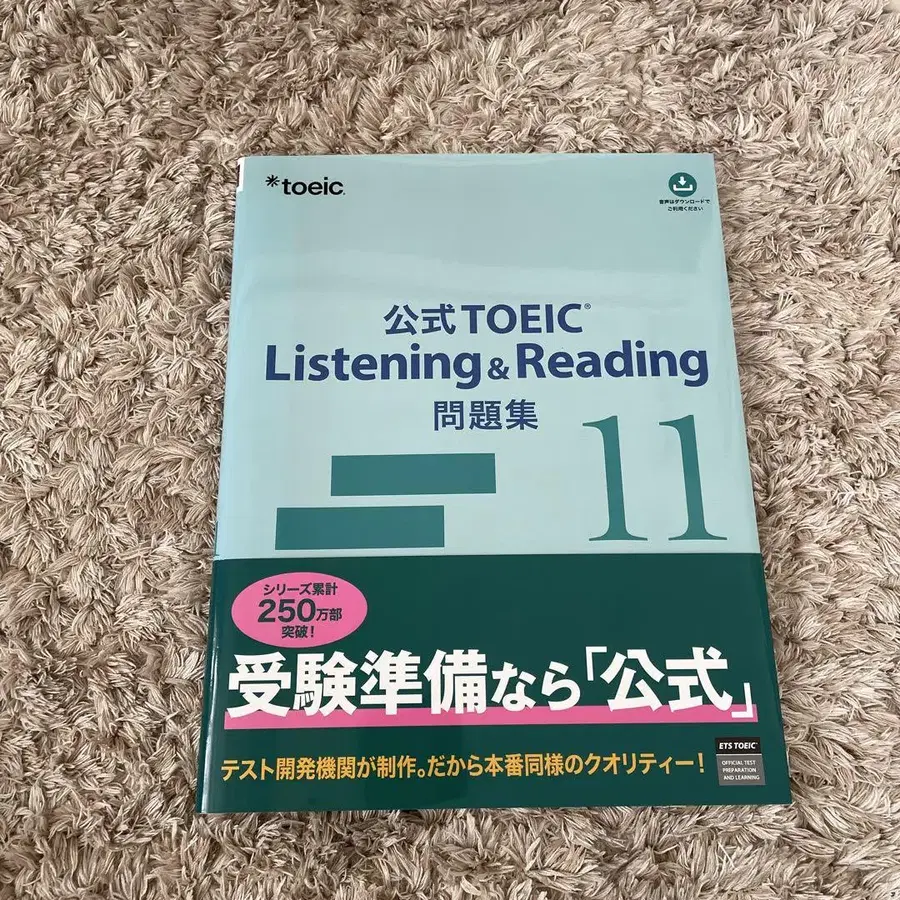 *toeic.
音声はダウンロードで
ご利用ください
公式TOEIC®
Listening & Reading
問題集
11
シリーズ累計
250万部
突破!
受験準備なら「公式」
テスト開発機関が制作。だから本番同様のクオリティー!
ETS TOEIC®
OFFICIAL TEST
PREPARATION
AND LEARNING